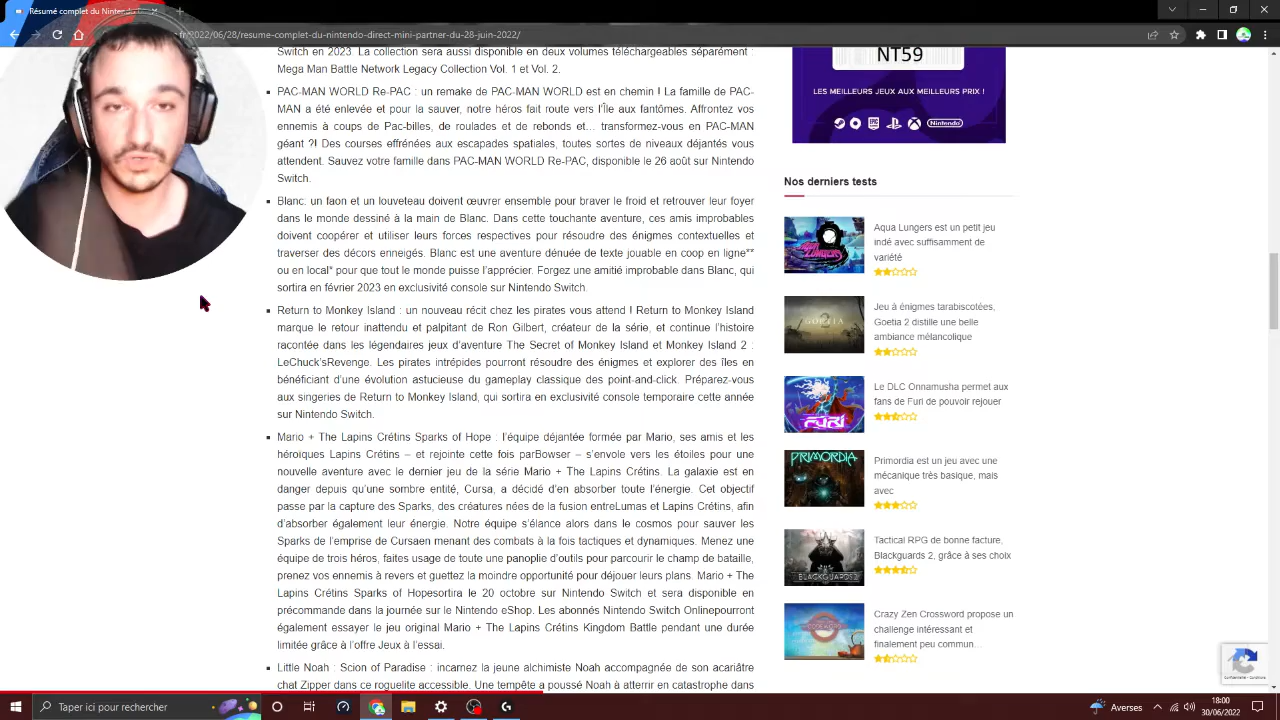 Résumé complet du Nintendo D
.fr/2022/06/28/resume-complet-du-nintendo-direct-mini-partner-du-28-juin-2022/
Switch en 2023. La collection sera aussi disponible en deux volumes téléchargeables séparément :
Mega Man Battle Network Legacy Collection Vol. 1 et Vol. 2.
PAC-MAN WORLD Re-PAC : un remake de PAC-MAN WORLD est en chemin ! La famille de PAC-
MAN a été enlevée et pour la sauver, notre héros fait route vers l'Île aux fantômes. Affrontez vos
ennemis à coups de Pac-billes, de roulades et de rebonds et… transformez-vous en PAC-MAN
géant ?! Des courses effrénées aux escapades spatiales, toutes sortes de niveaux déjantés vous
attendent. Sauvez votre famille dans PAC-MAN WORLD Re-PAC, disponible le 26 août sur Nintendo
Switch.
Blanc: un faon et un louveteau doivent œuvrer ensemble pour braver le froid et retrouver leur foyer
dans le monde dessiné à la main de Blanc. Dans cette touchante aventure, ces amis improbables
doivent coopérer et utiliser leurs forces respectives pour résoudre des énigmes contextuelles et
traverser des décors enneigés. Blanc est une aventure dénuée de texte jouable en coop en ligne**
ou en local* pour que tout le monde puisse l'apprécier. Forgez une amitié improbable dans Blanc, qui
sortira en février 2023 en exclusivité console sur Nintendo Switch.
Return to Monkey Island : un nouveau récit chez les pirates vous attend ! Return to Monkey Island
marque le retour inattendu et palpitant de Ron Gilbert, créateur de la série, et continue l'histoire
racontée dans les légendaires jeux d'aventure The Secret of Monkey Island et Monkey Island 2 :
LeChuck'sRevenge. Les pirates intrépides pourront résoudre des énigmes et explorer des îles en
bénéficiant d'une évolution astucieuse du gameplay classique des point-and-click. Préparez-vous
aux singeries de Return to Monkey Island, qui sortira en exclusivité console temporaire cette année
sur Nintendo Switch.
Mario + The Lapins Crétins Sparks of Hope : l'équipe déjantée formée par Mario, ses amis et les
héroïques Lapins Crétins – et rejointe cette fois parBowser – s'envole vers les étoiles pour une
nouvelle aventure avec le dernier jeu de la série Mario + The Lapins Crétins. La galaxie est en
danger depuis qu'une sombre entité, Cursa, a décidé d'en absorber toute l'énergie. Cet objectif
passe par la capture des Sparks, des créatures nées de la fusion entreLumas et Lapins Crétins, afin
d'absorber également leur énergie. Notre équipe s'élance alors dans le cosmos pour sauver les
Sparks de l'emprise de Cursaen menant des combats à la fois tactiques et dynamiques. Menez une
équipe de trois héros, faites usage de toute une panoplie d'outils pour parcourir le champ de bataille,
prenez vos ennemis à revers et guettez la moindre opportunité pour déjouer leurs plans. Mario + The
Lapins Crétins Sparks of Hopesortira le 20 octobre sur Nintendo Switch et sera disponible en
précommande dans la journée sur le Nintendo eShop. Les abonnés Nintendo Switch Onlinepourront
également essayer le jeu original Mario + The Lapins Crétins Kingdom Battle pendant une durée
limitée grâce à l'offre Jeux à l'essai.
Little Noah : Scion of Paradise : incarnez la jeune alchimiste Noah accompagnée de son acariâtre
chat Zipper dans ce roguelite accessible. Une tempête a poussé Noah à atterrir en catastrophe dans
NT59
LES MEILLEURS JEUX AUX MEILLEURS PRIX !
Nintendo
Nos derniers tests
Aqua Lungers est un petit jeu
indé avec suffisamment de
variété
Jeu à énigmes tarabiscotées,
Goetia 2 distille une belle
ambiance mélancolique
Le DLC Onnamusha permet aux
fans de Furi de pouvoir rejouer
PRIMORDIA
Primordia est un jeu avec une
mécanique très basique, mais
avec
BLACKGUARDS2
Tactical RPG de bonne facture,
Blackguards 2, grâce à ses choix
Crazy Zen Crossword propose un
challenge intéressant et
finalement peu commun…
Confidentialité - Conditions
Taper ici pour rechercher
Averses
18:00
30/06/2022